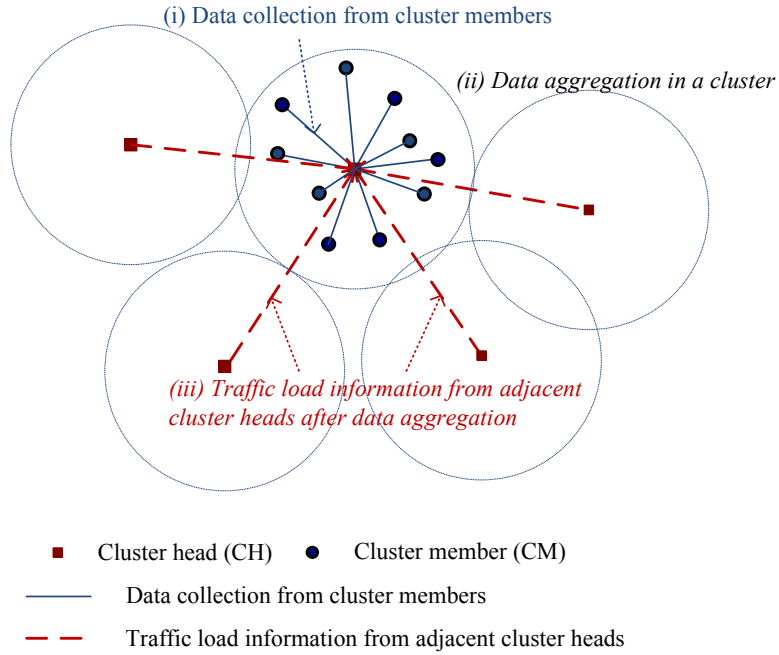 (i) Data collection from cluster members
(ii) Data aggregation in a cluster
(iii) Traffic load information from adjacent
cluster heads after data aggregation
Cluster head (CH)
Cluster member (CM)
Data collection from cluster members
Traffic load information from adjacent cluster heads